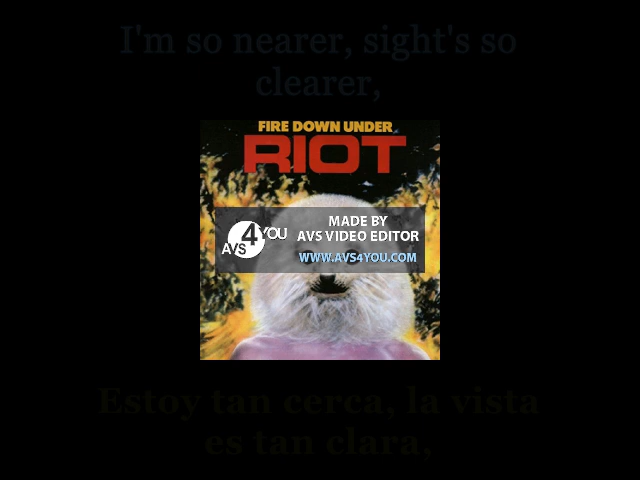 I'm so nearer, sight's so
clearer,
FIRE DOWN UNDER
RIOT
AVS4YOU
MADE BY
AVS VIDEO EDITOR
WWW.AVS4YOU.COM
Estoy tan cerca, la vista
es tan clara,